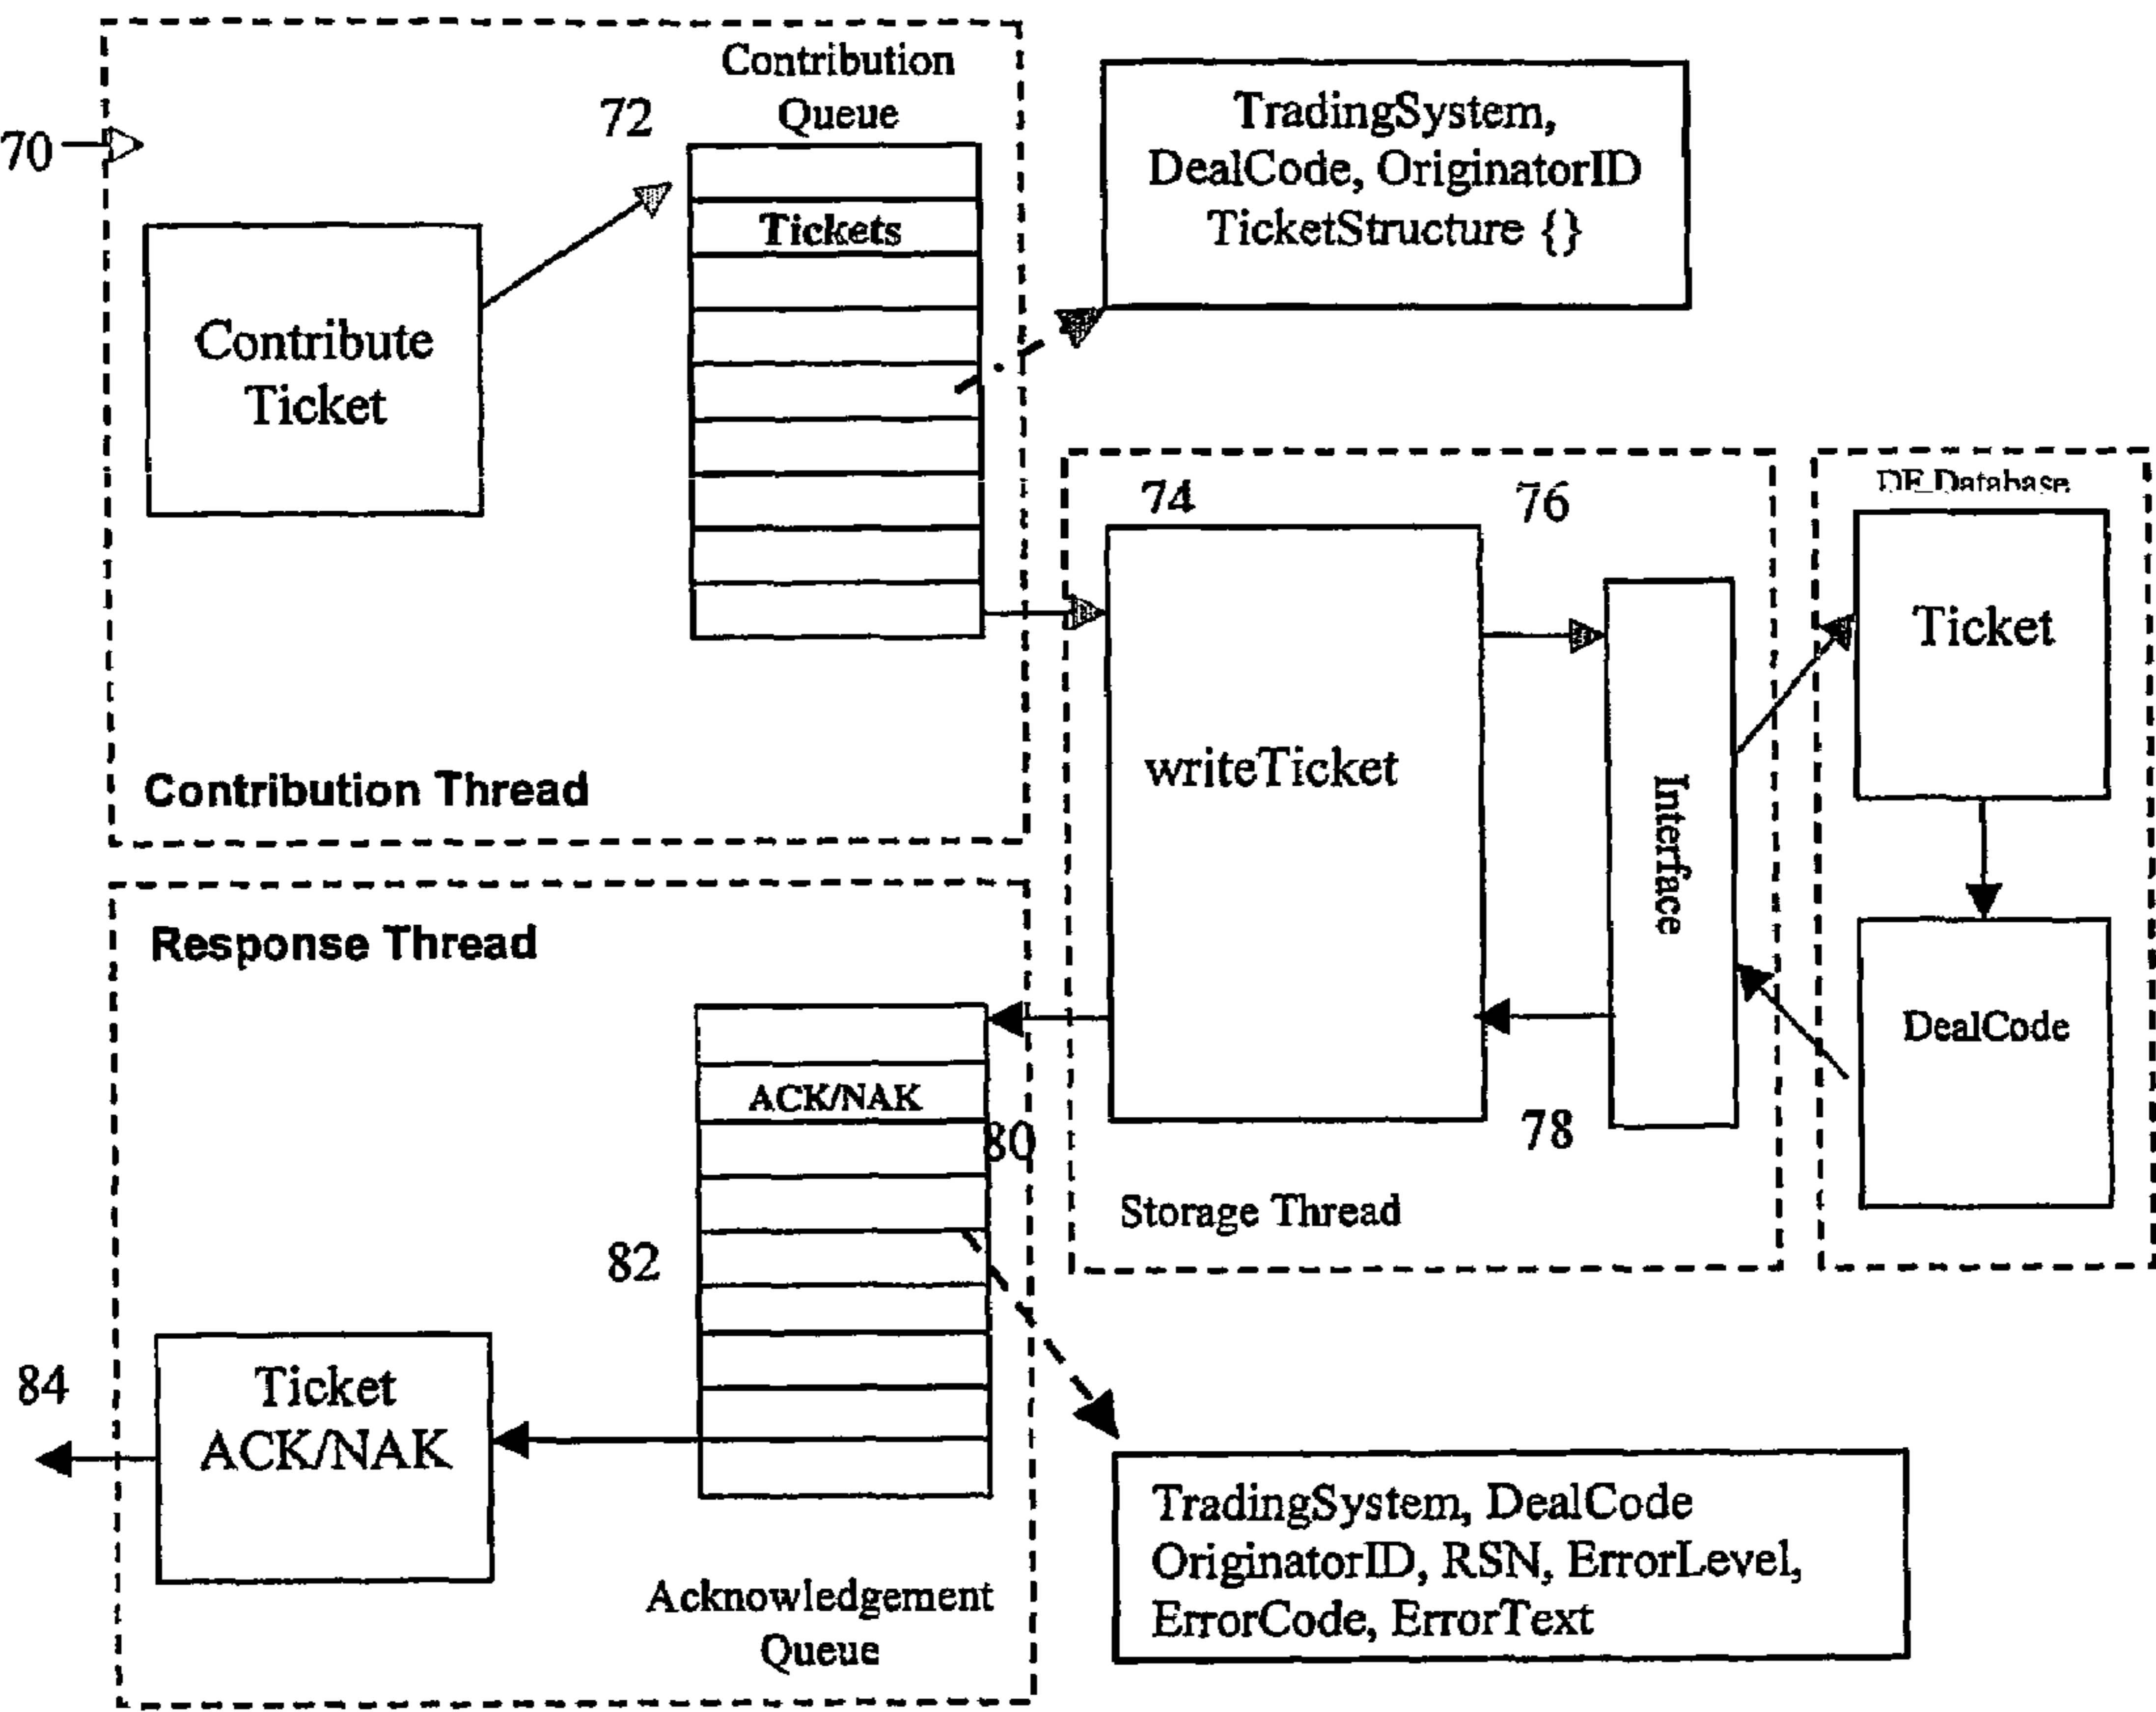 70
Contribution
Queue
72
Tickets
Contribute
Ticket
Contribution Thread
TradingSystem,
DealCode, OriginatorID
TicketStructure {}
74
76
writeTicket
Interface
78
Storage Thread
DF_Database
Ticket
DealCode
Response Thread
ACK/NAK
80
82
84
Ticket
ACK/NAK
Acknowledgement
Queue
TradingSystem, DealCode
OriginatorID, RSN, ErrorLevel,
ErrorCode, ErrorText